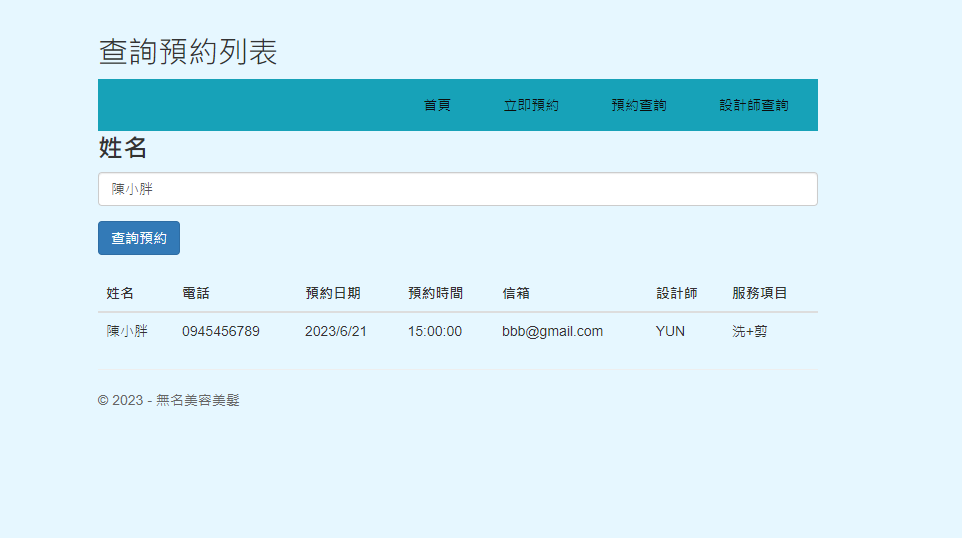 查詢預約列表
首頁 立即預約 預約查詢 設計師查詢
姓名
陳小胖
查詢預約
姓名 電話 預約日期 預約時間 信箱 設計師 服務項目
陳小胖 0945456789 2023/6/21 15:00:00 bbb@gmail.com YUN 洗+剪
© 2023 - 無名美容美髮